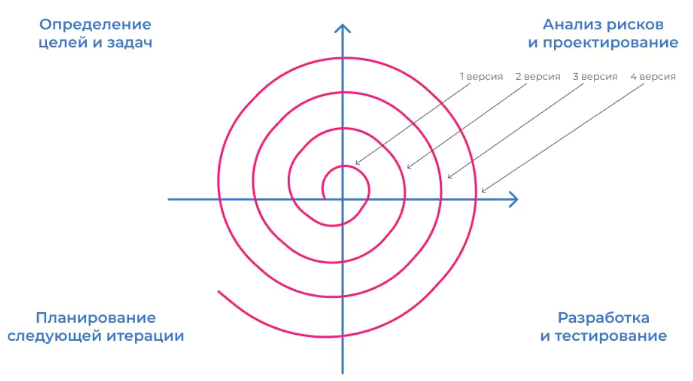 Определение
целей и задач
Анализ рисков
и проектирование
1 версия
2 версия
3 версия
4 версия
Планирование
следующей итерации
Разработка
и тестирование